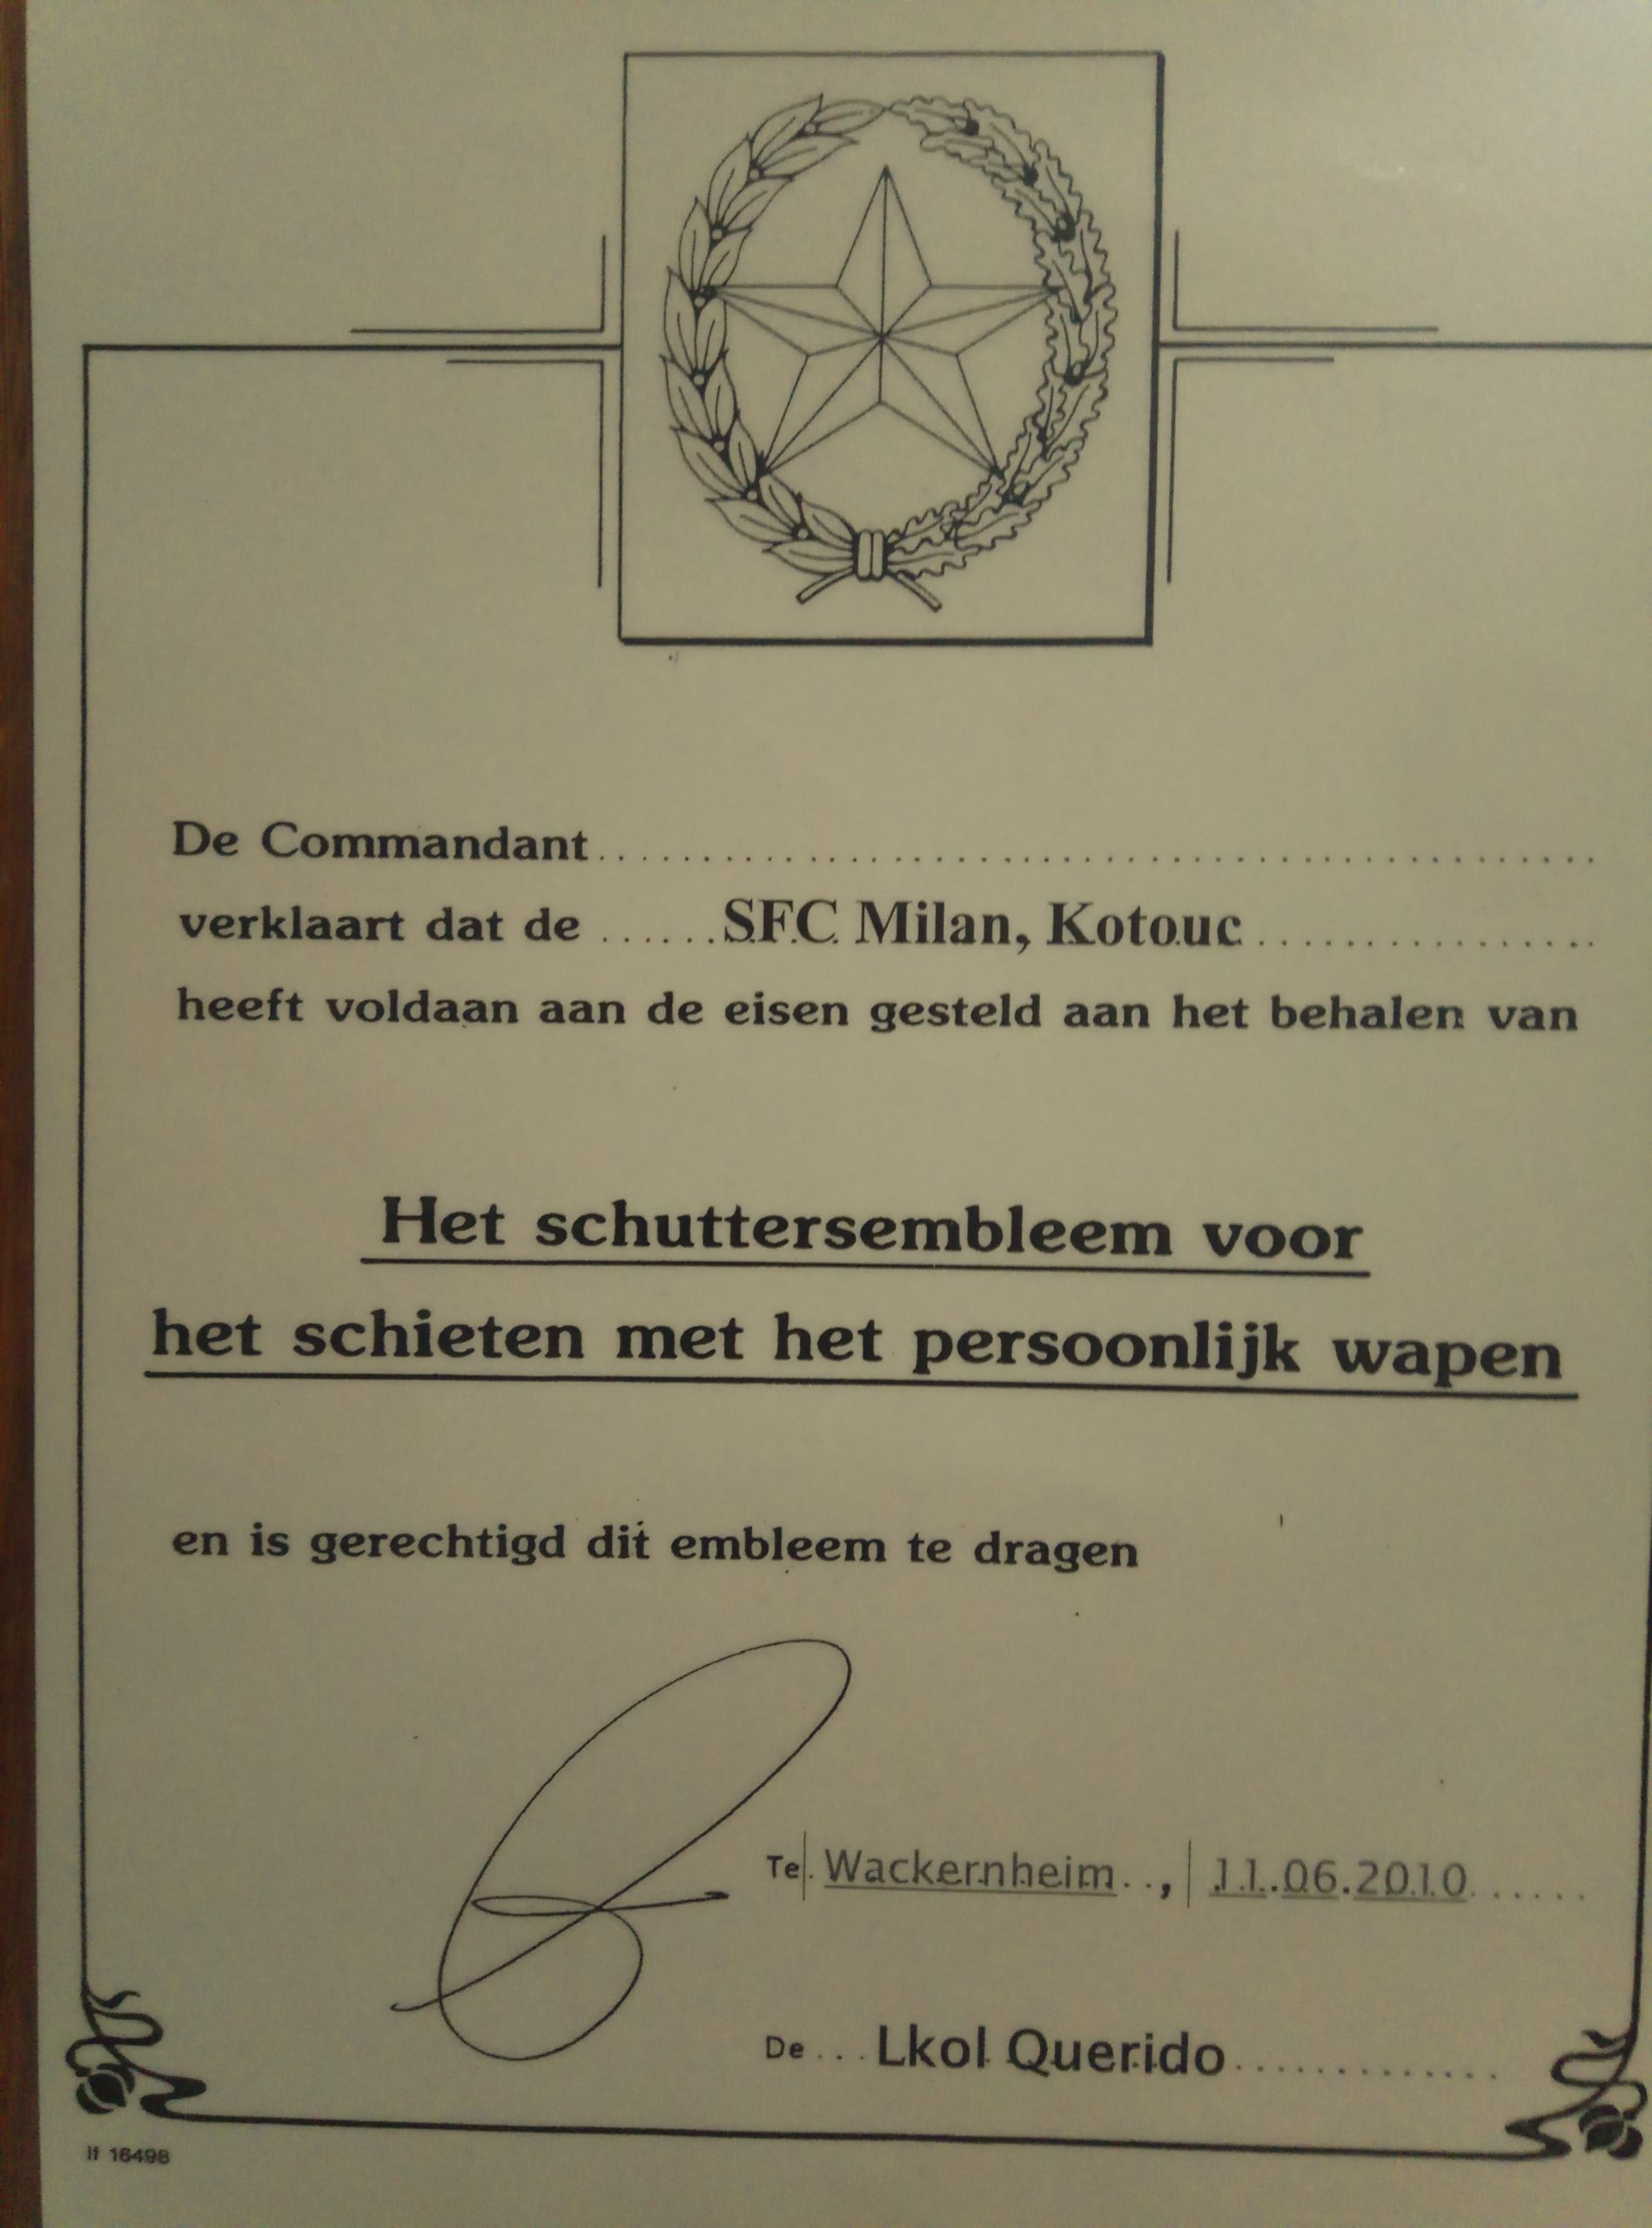 De Commandant
verklaart dat de ...... SFC Milan, Kotouc
heeft voldaan aan de eisen gesteld aan het behalen van
Het schuttersembleem voor
het schieten met het persoonlijk wapen
en is gerechtigd dit embleem te dragen
Te. Wackernheim .., 11.06.2010 ......
De ... Lkol Querido
lf 16498